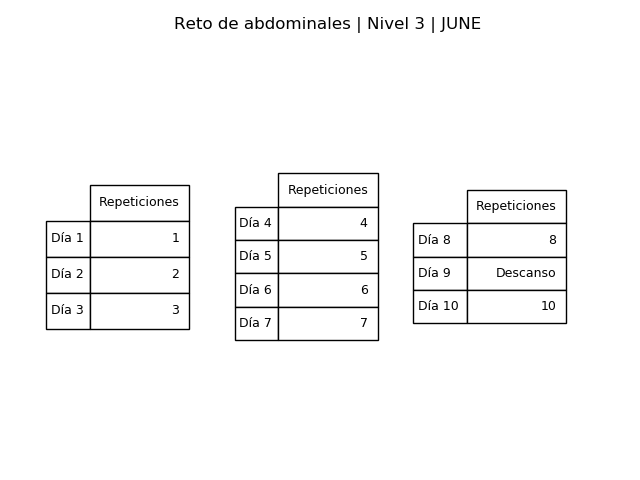 Reto de abdominales | Nivel 3 | JUNE
Repeticiones
Día 1 1
Día 2 2
Día 3 3
Repeticiones
Día 4 4
Día 5 5
Día 6 6
Día 7 7
Repeticiones
Día 8 8
Día 9 Descanso
Día 10 10